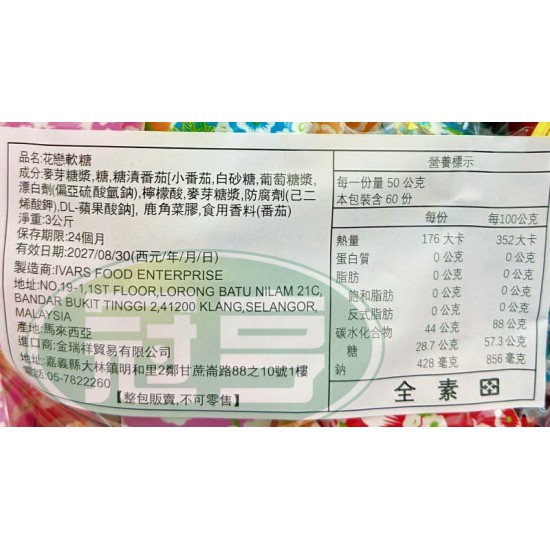 品名:花戀軟糖
成分:麥芽糖漿,糖,糖漬番茄[小番茄,白砂糖,葡萄糖漿,
漂白劑(偏亞硫酸氫鈉),檸檬酸,麥芽糖漿,防腐劑(己二
烯酸鉀),DL-蘋果酸鈉],鹿角菜膠,食用香料(番茄)
淨重:3公斤
保存期限:24個月
有效日期:2027/08/30(西元/年/月/日)
製造商:IVARS FOOD ENTERPRISE
地址:NO,19-1,1ST FLOOR,LORONG BATU NILAM 21C,
BANDAR BUKIT TINGGI 2,41200 KLANG,SELANGOR,
MALAYSIA
產地:馬來西亞
進口商:金瑞祥貿易有限公司
地址:嘉義縣大林鎮明和里2鄰甘蔗崙路88之10號1樓
電話:05-7822260
【整包販賣,不可零售】
營養標示
每一份量 50 公克
本包裝含 60 份
每份 每100公克
熱量 176 大卡 352大卡
蛋白質 0 公克 0 公克
脂肪 0 公克 0 公克
飽和脂肪 0 公克 0 公克
反式脂肪 0 公克 0 公克
碳水化合物 44 公克 88 公克
糖 28.7 公克 57.3 公克
鈉 428 毫克 856 毫克
全素
冠昌